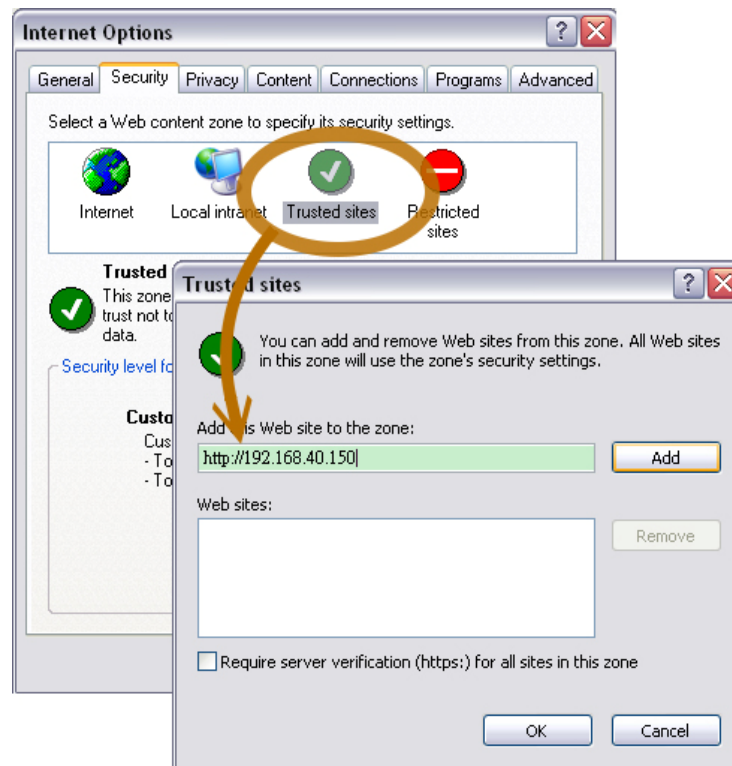 Internet Options
General Security Privacy Content Connections Programs Advanced
Select a Web content zone to specify its security settings.
Internet Local intranet Trusted sites Restricted
sites
Trusted
This zone
trust not to
data.
Security level fo
Custo
Cus
- To
- To
Trusted sites
You can add and remove Web sites from this zone. All Web sites
in this zone will use the zone's security settings.
Add this Web site to the zone:
http://192.168.40.150
Add
Web sites:
Remove
Require server verification (https:) for all sites in this zone
OK Cancel